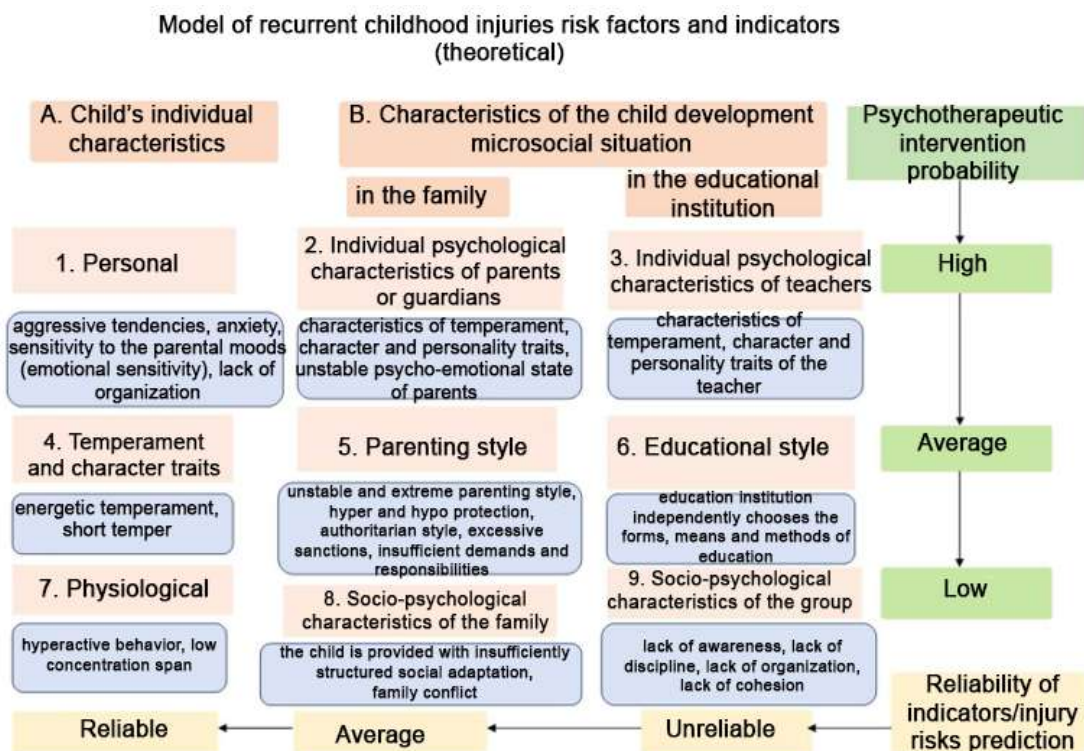 Model of recurrent childhood injuries risk factors and indicators
(theoretical)
A. Child's individual
characteristics
B. Characteristics of the child development
microsocial situation
Psychotherapeutic
intervention
probability
in the family
in the educational
institution
1. Personal
2. Individual psychological
characteristics of parents
or guardians
3. Individual psychological
characteristics of teachers
High
aggressive tendencies, anxiety,
sensitivity to the parental moods
(emotional sensitivity), lack of
organization
characteristics of temperament,
character and personality traits,
unstable psycho-emotional state
of parents
characteristics of
temperament, character and
personality traits of the
teacher
4. Temperament
and character traits
5. Parenting style
6. Educational style
Average
energetic temperament,
short temper
unstable and extreme parenting style,
hyper and hypo protection,
authoritarian style, excessive
sanctions, insufficient demands and
responsibilities
education institution
independently chooses the
forms, means and methods of
education
7. Physiological
8. Socio-psychological
characteristics of the family
9. Socio-psychological
characteristics of the group
Low
hyperactive behavior, low
concentration span
the child is provided with insufficiently
structured social adaptation,
family conflict
lack of awareness, lack of
discipline, lack of organization,
lack of cohesion
Reliable
Average
Unreliable
Reliability of
indicators/injury
risks prediction